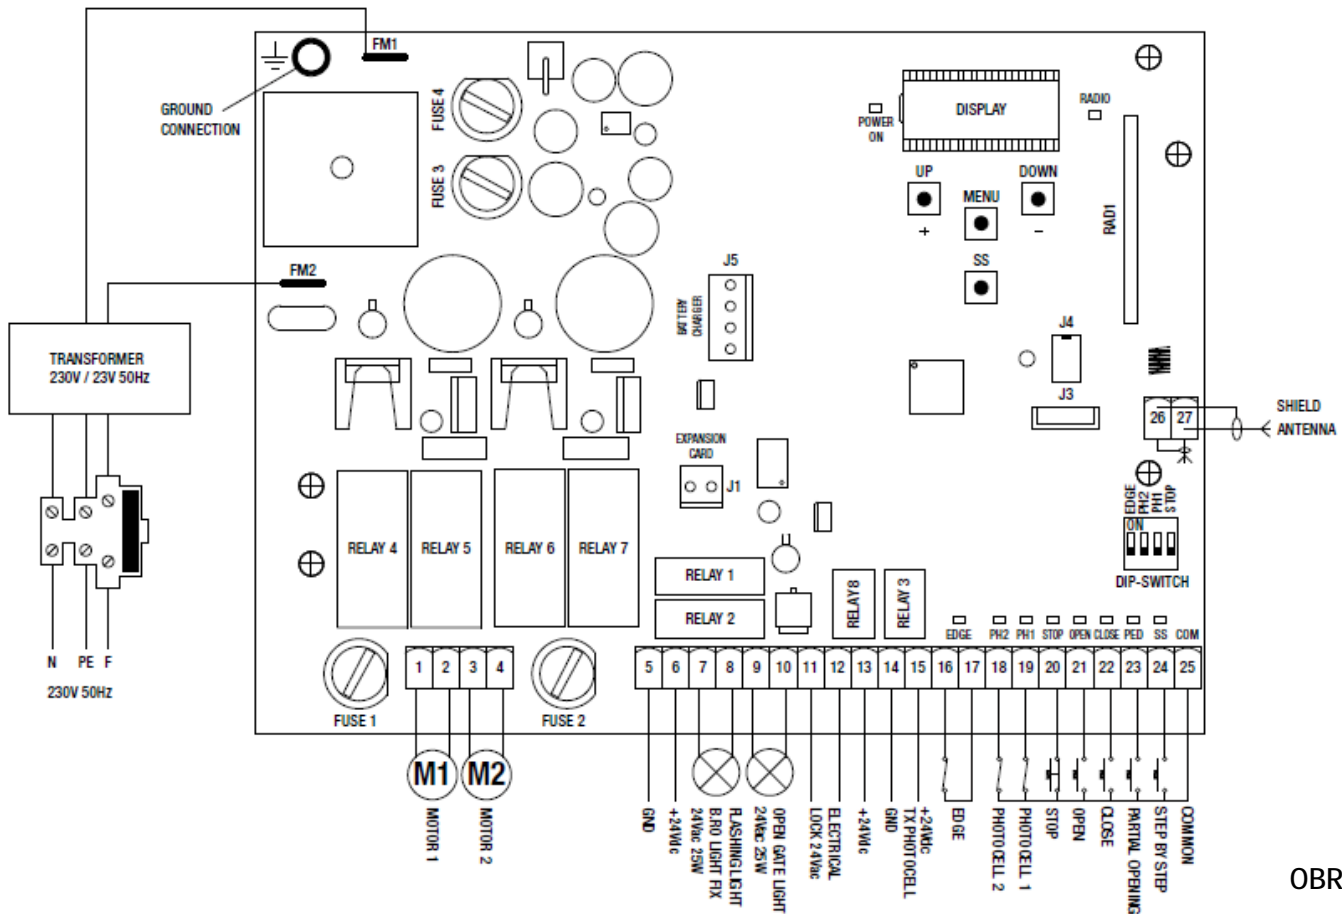 FM1
GROUND
CONNECTION
FUSE 4
FUSE 3
DISPLAY
POWER
ON
RADIO
UP
MENU
DOWN
+
-
SS
RAD1
FM2
TRANSFORMER
230V / 23V 50Hz
J5
BATTERY
CHARGER
J4
J3
EXPANSION
CARD
J1
26 27
SHIELD
ANTENNA
EDGE
PH2
PH1
STOP
ON
DIP-SWITCH
RELAY 4
RELAY 5
RELAY 6
RELAY 7
RELAY 1
RELAY 2
RELAY8
RELAY 3
EDGE PH2 PH1 STOP OPEN CLOSE PED SS COM
N PE F
230V 50Hz
FUSE 1
1 2 3 4
FUSE 2
5 6 7 8 9 10 11 12 13 14 15 16 17 18 19 20 21 22 23 24 25
M1
M2
MOTOR 1
MOTOR 2
GND
+24Vdc
FLASHING LIGHT
B.RO LIGHT FIX
24Vac 25W
OPEN GATE LIGHT
24Vac 25W
ELECTRICAL
LOCK 24Vac
+24Vdc
GND
+24Vdc
TX PHOTOCELL
EDGE
PHOTOCELL 2
PHOTOCELL 1
STOP
OPEN
CLOSE
PARTIAL OPENING
STEP BY STEP
COMMON
OBR